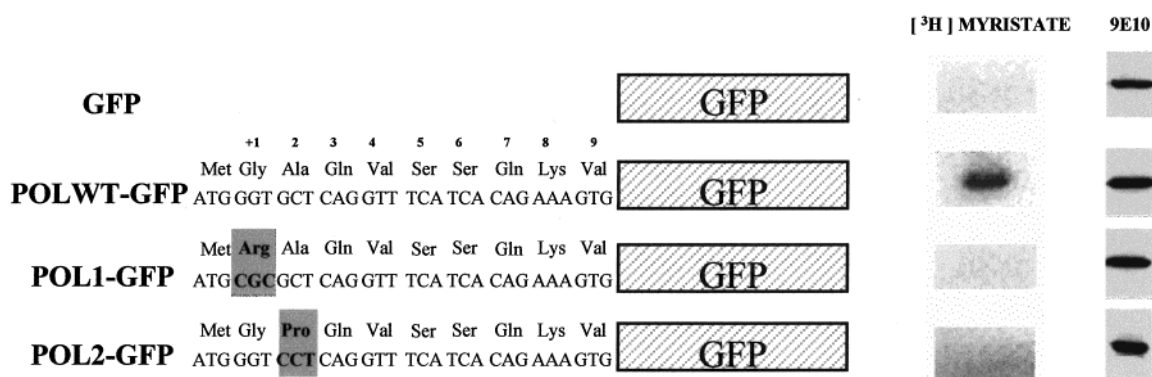 [ ³H ] MYRISTATE 9E10
GFP GFP
+1 2 3 4 5 6 7 8 9
Met Gly Ala Gln Val Ser Ser Gln Lys Val
POLWT-GFP ATG GGT GCT CAG GTT TCA TCA CAG AAA GTG GFP
Met Arg Ala Gln Val Ser Ser Gln Lys Val
POL1-GFP ATG CGC GCT CAG GTT TCA TCA CAG AAA GTG GFP
Met Gly Pro Gln Val Ser Ser Gln Lys Val
POL2-GFP ATG GGT CCT CAG GTT TCA TCA CAG AAA GTG GFP